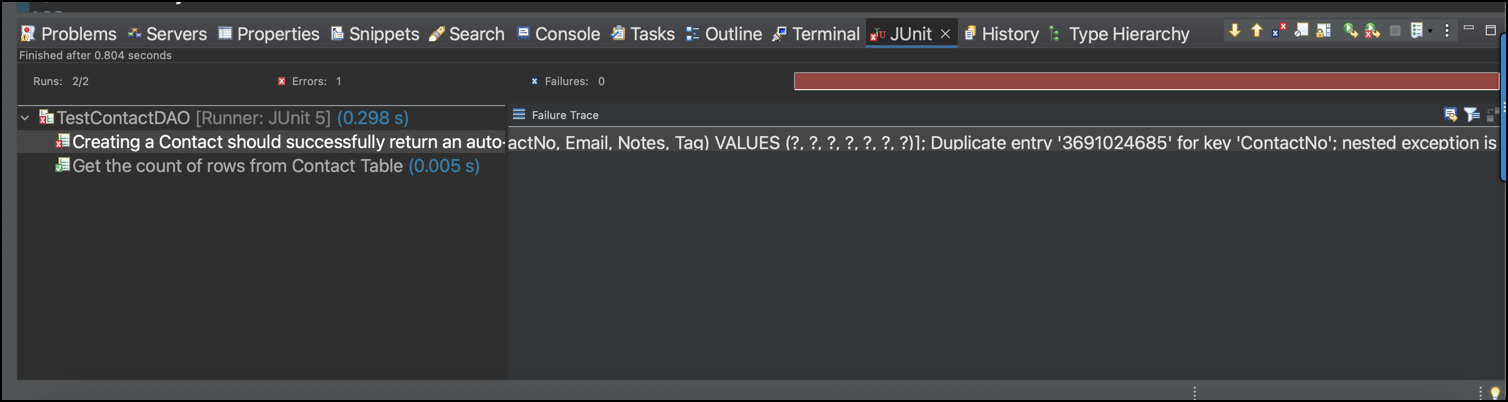 Problems Servers Properties Snippets Search Console Tasks Outline Terminal JUnit History Type Hierarchy
Finished after 0.804 seconds
Runs: 2/2 Errors: 1 Failures: 0
TestContactDAO [Runner: JUnit 5] (0.298 s)
Failure Trace
Creating a Contact should successfully return an auto-
actNo, Email, Notes, Tag) VALUES (?, ?, ?, ?, ?, ?, ?)]; Duplicate entry '3691024685' for key 'ContactNo'; nested exception is
Get the count of rows from Contact Table (0.005 s)